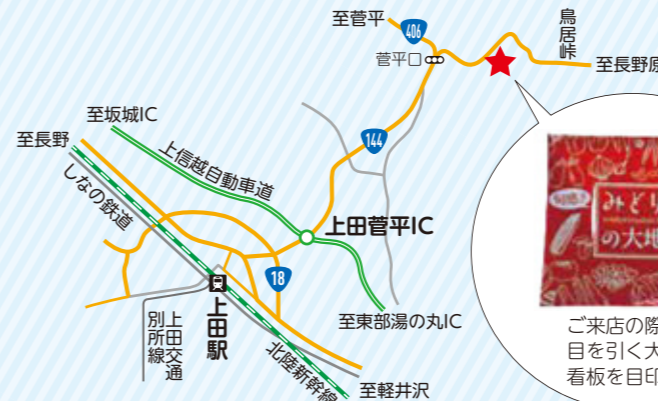 至菅平
406
菅平口
鳥居峠
至長野原
144
至坂城IC
至長野
上信越自動車道
しなの鉄道
上田菅平IC
18
上田駅
上田交通
別所線
至東部湯の丸IC
北陸新幹線
至軽井沢
みどり
の大地
ご来店の際
目を引く大
看板を目印